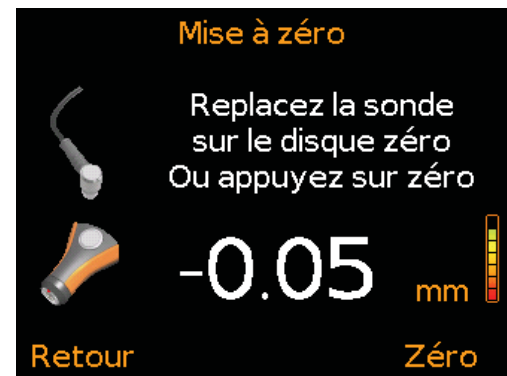 Mise à zéro
Replacez la sonde
sur le disque zéro
Ou appuyez sur zéro
-0.05 mm
Retour Zéro